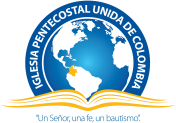 IGLESIA PENTECOSTAL UNIDA DE COLOMBIA
"Un Señor, una fe, un bautismo".